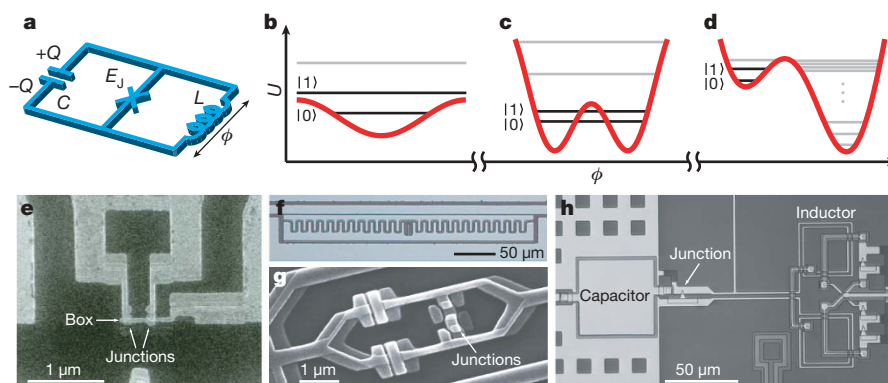 a
+Q
−Q
C
E_J
L
ϕ
b
U
|1⟩
|0⟩
c
|1⟩
|0⟩
d
|1⟩
|0⟩
ϕ
e
Box
Junctions
1 μm
f
50 μm
g
Junctions
1 μm
h
Inductor
Junction
Capacitor
50 μm